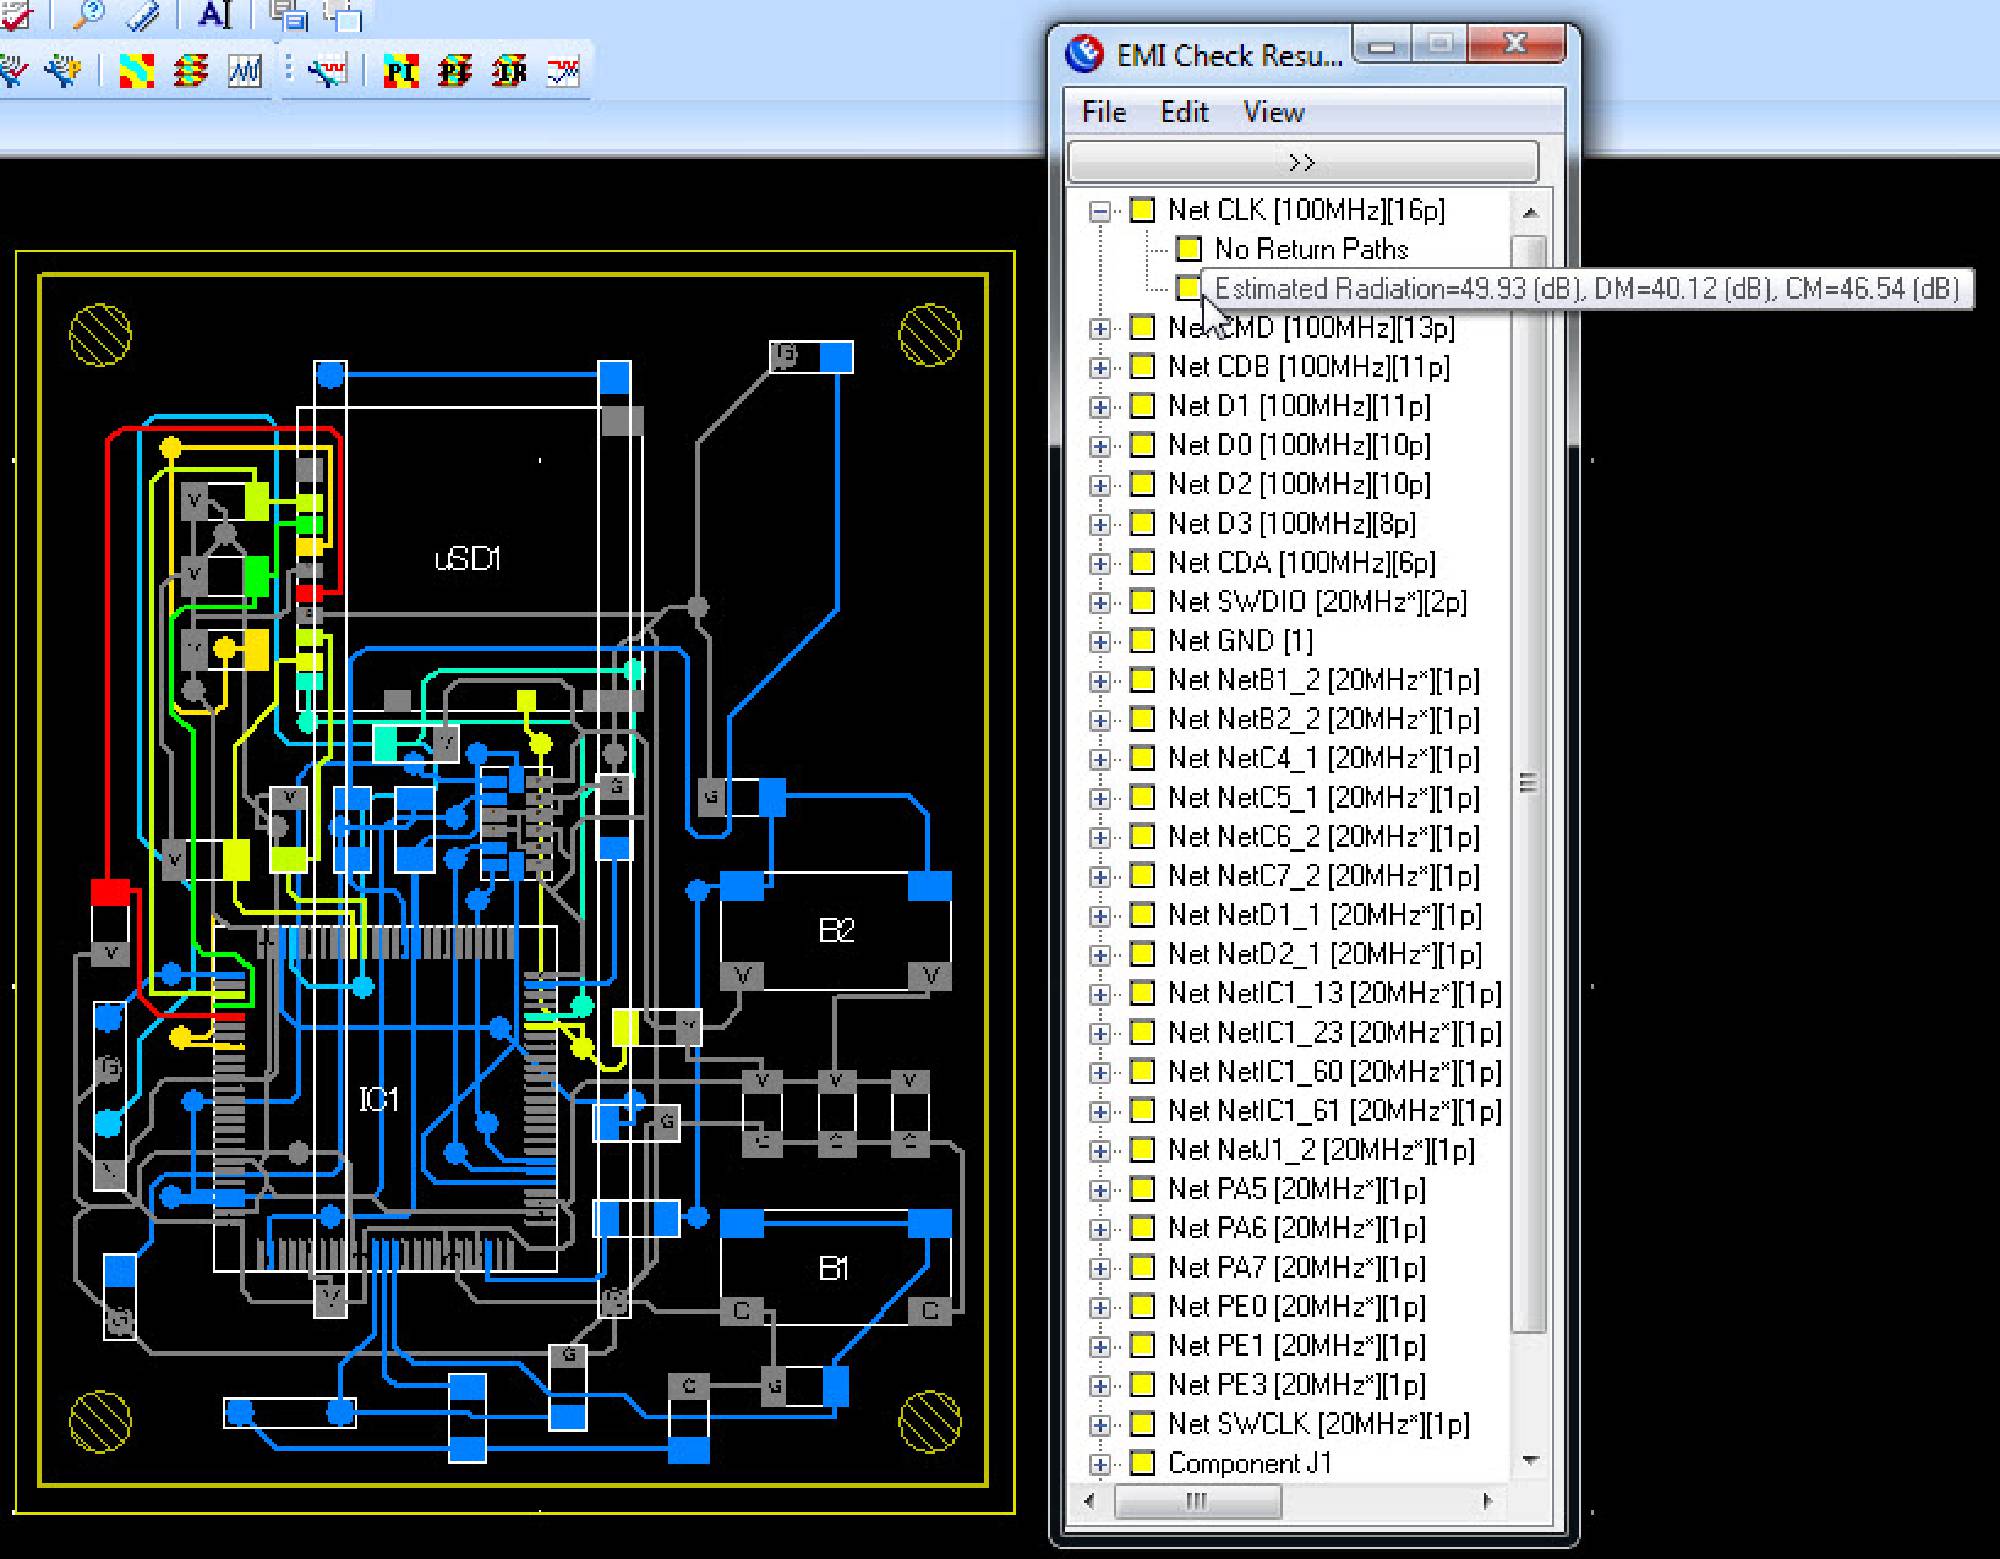 AI
PI
PI
IR
EMI Check Resu...
File
Edit
View
>>
Net CLK [100MHz][16p]
No Return Paths
Estimated Radiation=49.93 (dB), DM=40.12 (dB), CM=46.54 (dB)
Net CMD [100MHz][13p]
Net CDB [100MHz][11p]
Net D1 [100MHz][11p]
Net D0 [100MHz][10p]
Net D2 [100MHz][10p]
Net D3 [100MHz][8p]
Net CDA [100MHz][6p]
Net SWDIO [20MHz*][2p]
Net GND [1]
Net NetB1_2 [20MHz*][1p]
Net NetB2_2 [20MHz*][1p]
Net NetC4_1 [20MHz*][1p]
Net NetC5_1 [20MHz*][1p]
Net NetC6_2 [20MHz*][1p]
Net NetC7_2 [20MHz*][1p]
Net NetD1_1 [20MHz*][1p]
Net NetD2_1 [20MHz*][1p]
Net NetIC1_13 [20MHz*][1p]
Net NetIC1_23 [20MHz*][1p]
Net NetIC1_60 [20MHz*][1p]
Net NetIC1_61 [20MHz*][1p]
Net NetJ1_2 [20MHz*][1p]
Net PA5 [20MHz*][1p]
Net PA6 [20MHz*][1p]
Net PA7 [20MHz*][1p]
Net PE0 [20MHz*][1p]
Net PE1 [20MHz*][1p]
Net PE3 [20MHz*][1p]
Net SWCLK [20MHz*][1p]
Component J1
uSD1
B2
IC1
B1